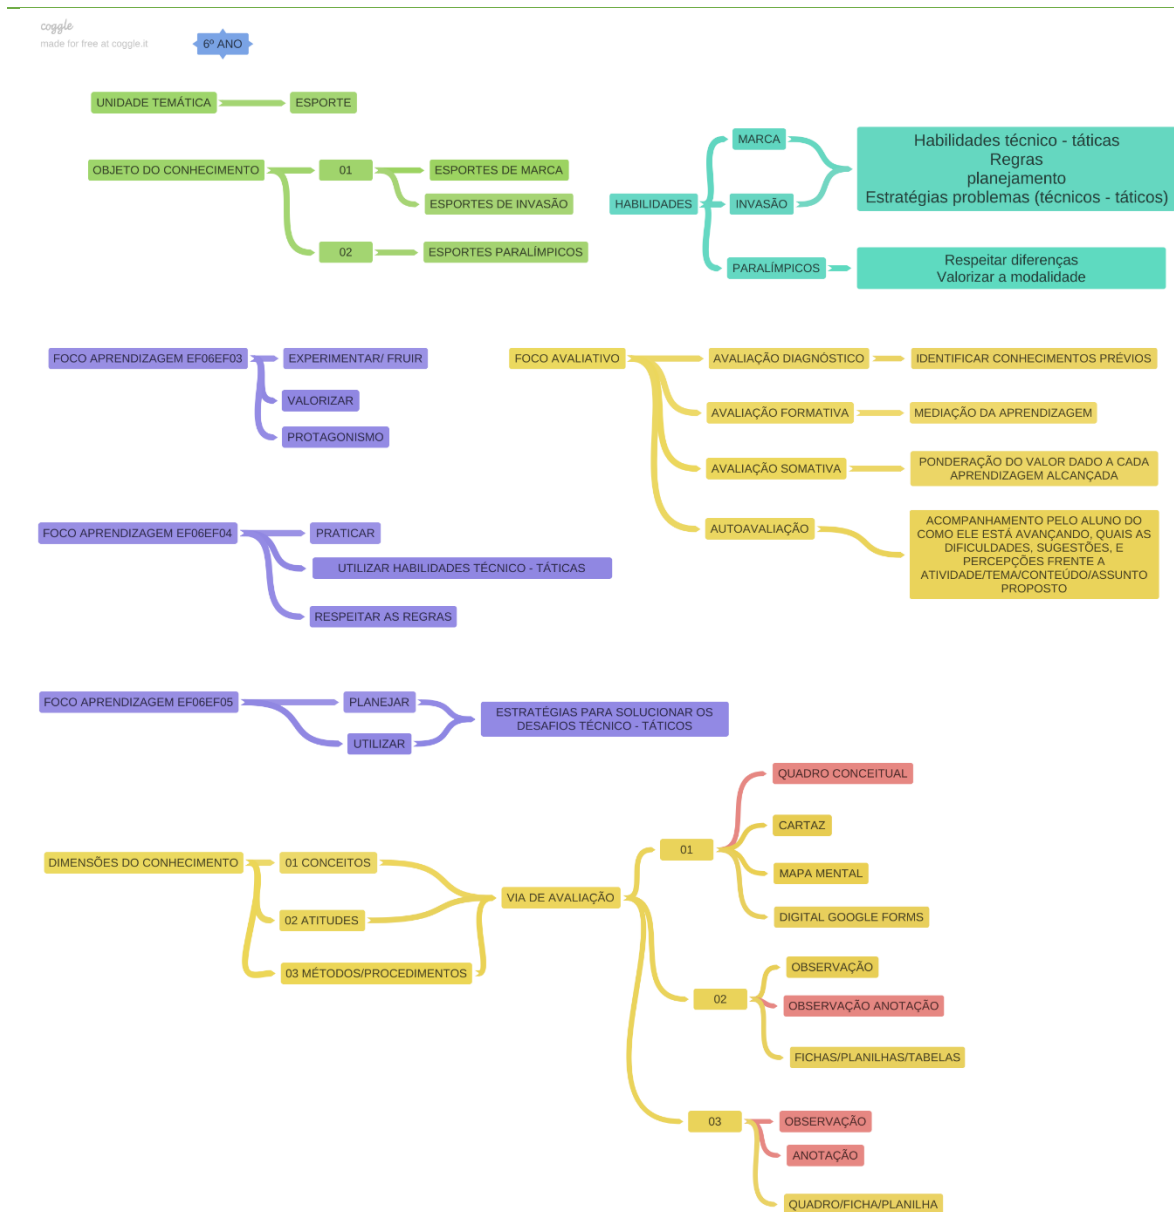 coggle
made for free at coggle.it
6º ANO
UNIDADE TEMÁTICA
ESPORTE
OBJETO DO CONHECIMENTO
01
ESPORTES DE MARCA
ESPORTES DE INVASÃO
02
ESPORTES PARALÍMPICOS
HABILIDADES
MARCA
INVASÃO
Habilidades técnico - táticas
Regras
planejamento
Estratégias problemas (técnicos - táticos)
PARALÍMPICOS
Respeitar diferenças
Valorizar a modalidade
FOCO APRENDIZAGEM EF06EF03
EXPERIMENTAR/ FRUIR
VALORIZAR
PROTAGONISMO
FOCO AVALIATIVO
AVALIAÇÃO DIAGNÓSTICO
IDENTIFICAR CONHECIMENTOS PRÉVIOS
AVALIAÇÃO FORMATIVA
MEDIAÇÃO DA APRENDIZAGEM
AVALIAÇÃO SOMATIVA
PONDERAÇÃO DO VALOR DADO A CADA
APRENDIZAGEM ALCANÇADA
AUTOAVALIAÇÃO
ACOMPANHAMENTO PELO ALUNO DO
COMO ELE ESTÁ AVANÇANDO, QUAIS AS
DIFICULDADES, SUGESTÕES, E
PERCEPÇÕES FRENTE A
ATIVIDADE/TEMA/CONTEÚDO/ASSUNTO
PROPOSTO
FOCO APRENDIZAGEM EF06EF04
PRATICAR
UTILIZAR HABILIDADES TÉCNICO - TÁTICAS
RESPEITAR AS REGRAS
FOCO APRENDIZAGEM EF06EF05
PLANEJAR
UTILIZAR
ESTRATÉGIAS PARA SOLUCIONAR OS
DESAFIOS TÉCNICO - TÁTICOS
DIMENSÕES DO CONHECIMENTO
01 CONCEITOS
02 ATITUDES
03 MÉTODOS/PROCEDIMENTOS
VIA DE AVALIAÇÃO
01
QUADRO CONCEITUAL
CARTAZ
MAPA MENTAL
DIGITAL GOOGLE FORMS
02
OBSERVAÇÃO
OBSERVAÇÃO ANOTAÇÃO
FICHAS/PLANILHAS/TABELAS
03
OBSERVAÇÃO
ANOTAÇÃO
QUADRO/FICHA/PLANILHA